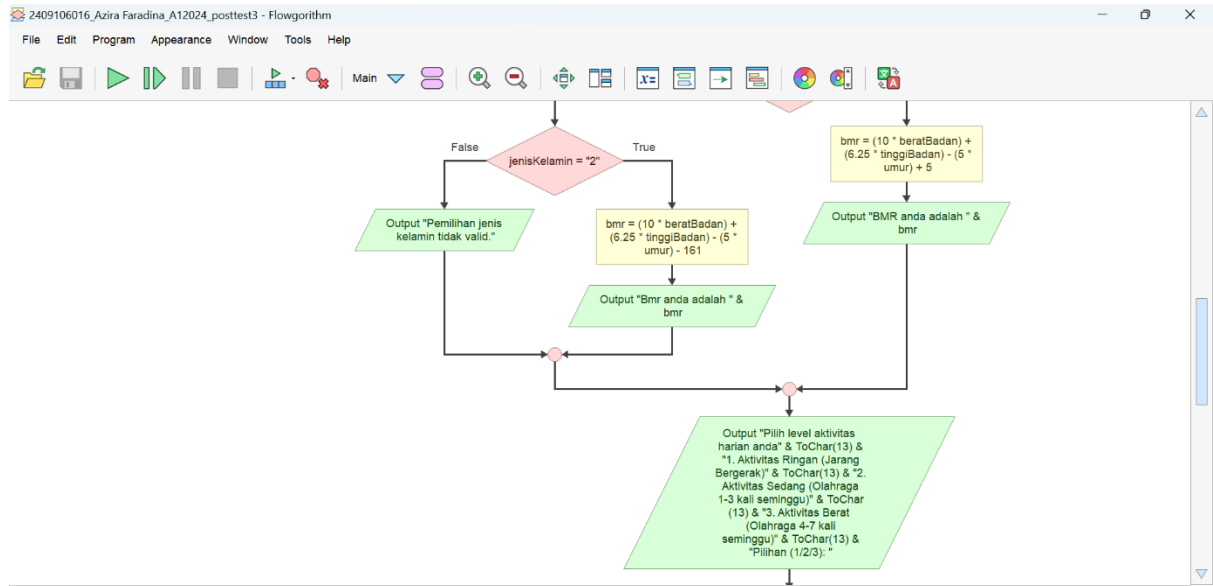 2409106016_Azira Faradina_A12024_posttest3 - Flowgorithm
File Edit Program Appearance Window Tools Help
Main
x=
False
True
jenisKelamin = "2"
bmr = (10 * beratBadan) +
(6.25 * tinggiBadan) - (5 *
umur) + 5
Output "Pemilihan jenis
kelamin tidak valid."
bmr = (10 * beratBadan) +
(6.25 * tinggiBadan) - (5 *
umur) - 161
Output "BMR anda adalah " &
bmr
Output "Bmr anda adalah " &
bmr
Output "Pilih level aktivitas
harian anda" & ToChar(13) &
"1. Aktivitas Ringan (Jarang
Bergerak)" & ToChar(13) & "2.
Aktivitas Sedang (Olahraga
1-3 kali seminggu)" & ToChar
(13) & "3. Aktivitas Berat
(Olahraga 4-7 kali
seminggu)" & ToChar(13) &
"Pilihan (1/2/3): "